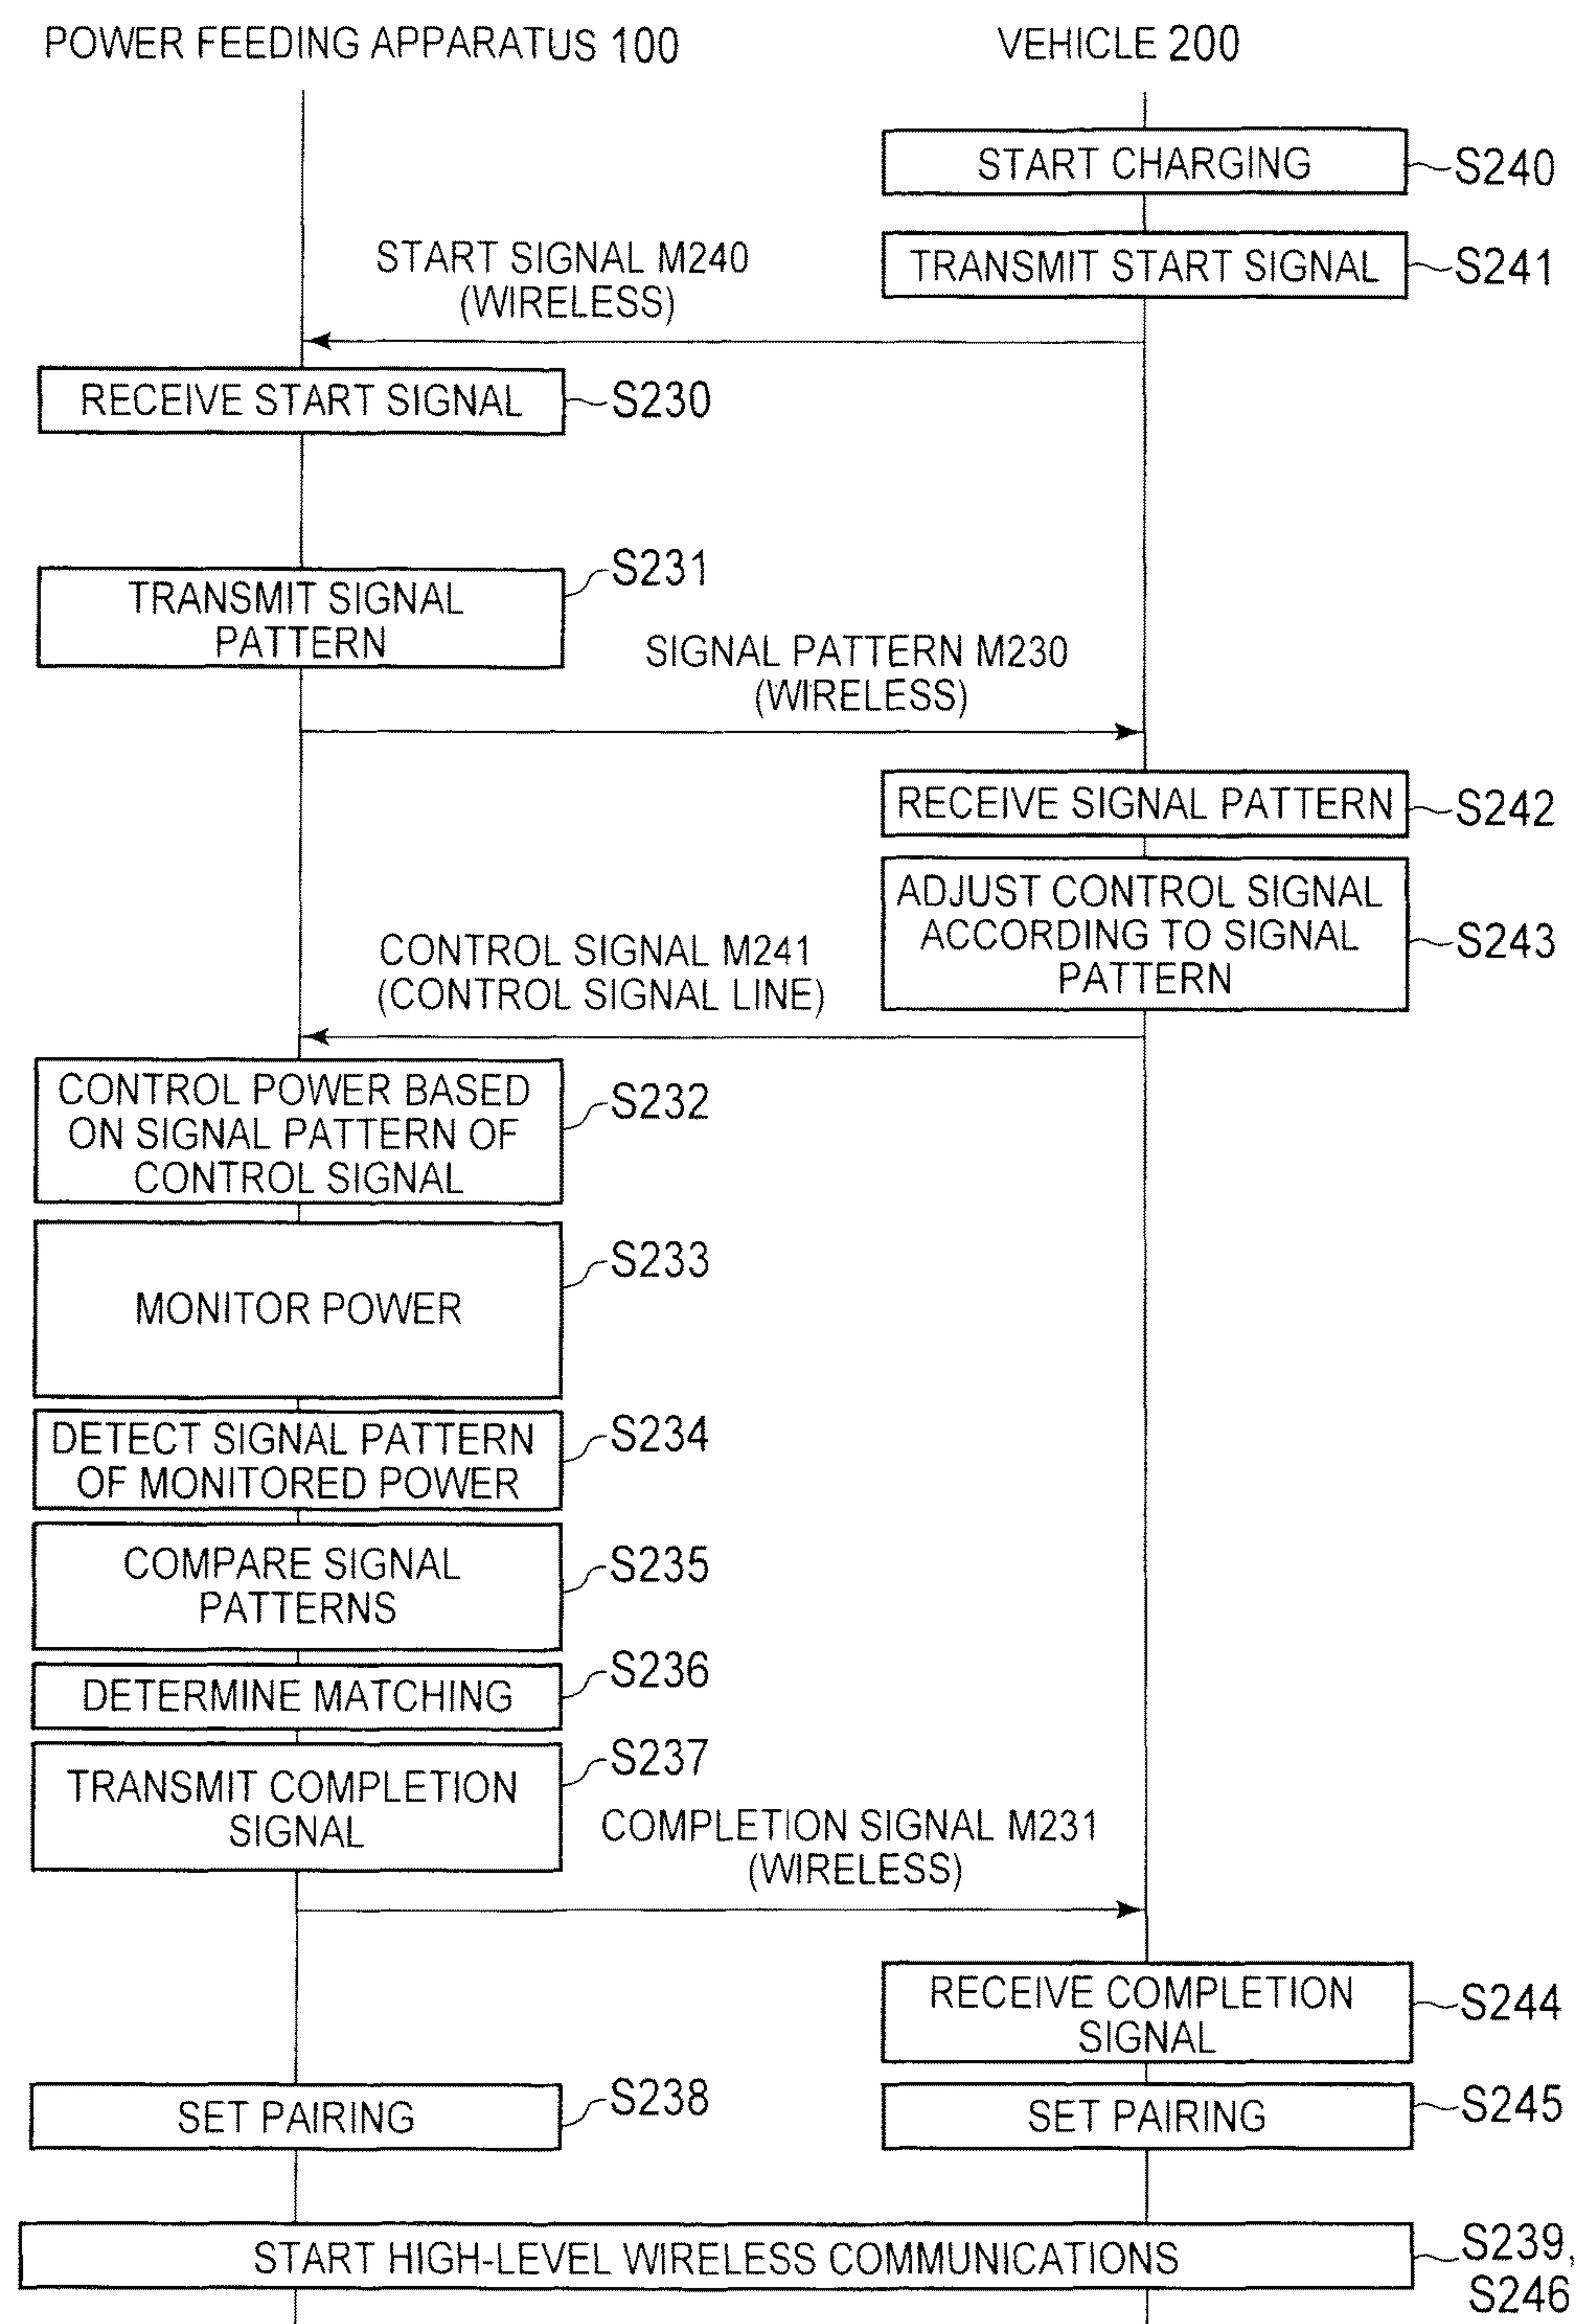 POWER FEEDING APPARATUS 100
VEHICLE 200
START CHARGING
S240
TRANSMIT START SIGNAL
S241
START SIGNAL M240
(WIRELESS)
RECEIVE START SIGNAL
S230
TRANSMIT SIGNAL
PATTERN
S231
SIGNAL PATTERN M230
(WIRELESS)
RECEIVE SIGNAL PATTERN
S242
ADJUST CONTROL SIGNAL
ACCORDING TO SIGNAL
PATTERN
S243
CONTROL SIGNAL M241
(CONTROL SIGNAL LINE)
CONTROL POWER BASED
ON SIGNAL PATTERN OF
CONTROL SIGNAL
S232
MONITOR POWER
S233
DETECT SIGNAL PATTERN
OF MONITORED POWER
S234
COMPARE SIGNAL
PATTERNS
S235
DETERMINE MATCHING
S236
TRANSMIT COMPLETION
SIGNAL
S237
COMPLETION SIGNAL M231
(WIRELESS)
RECEIVE COMPLETION
SIGNAL
S244
SET PAIRING
S238
SET PAIRING
S245
START HIGH-LEVEL WIRELESS COMMUNICATIONS
S239,
S246